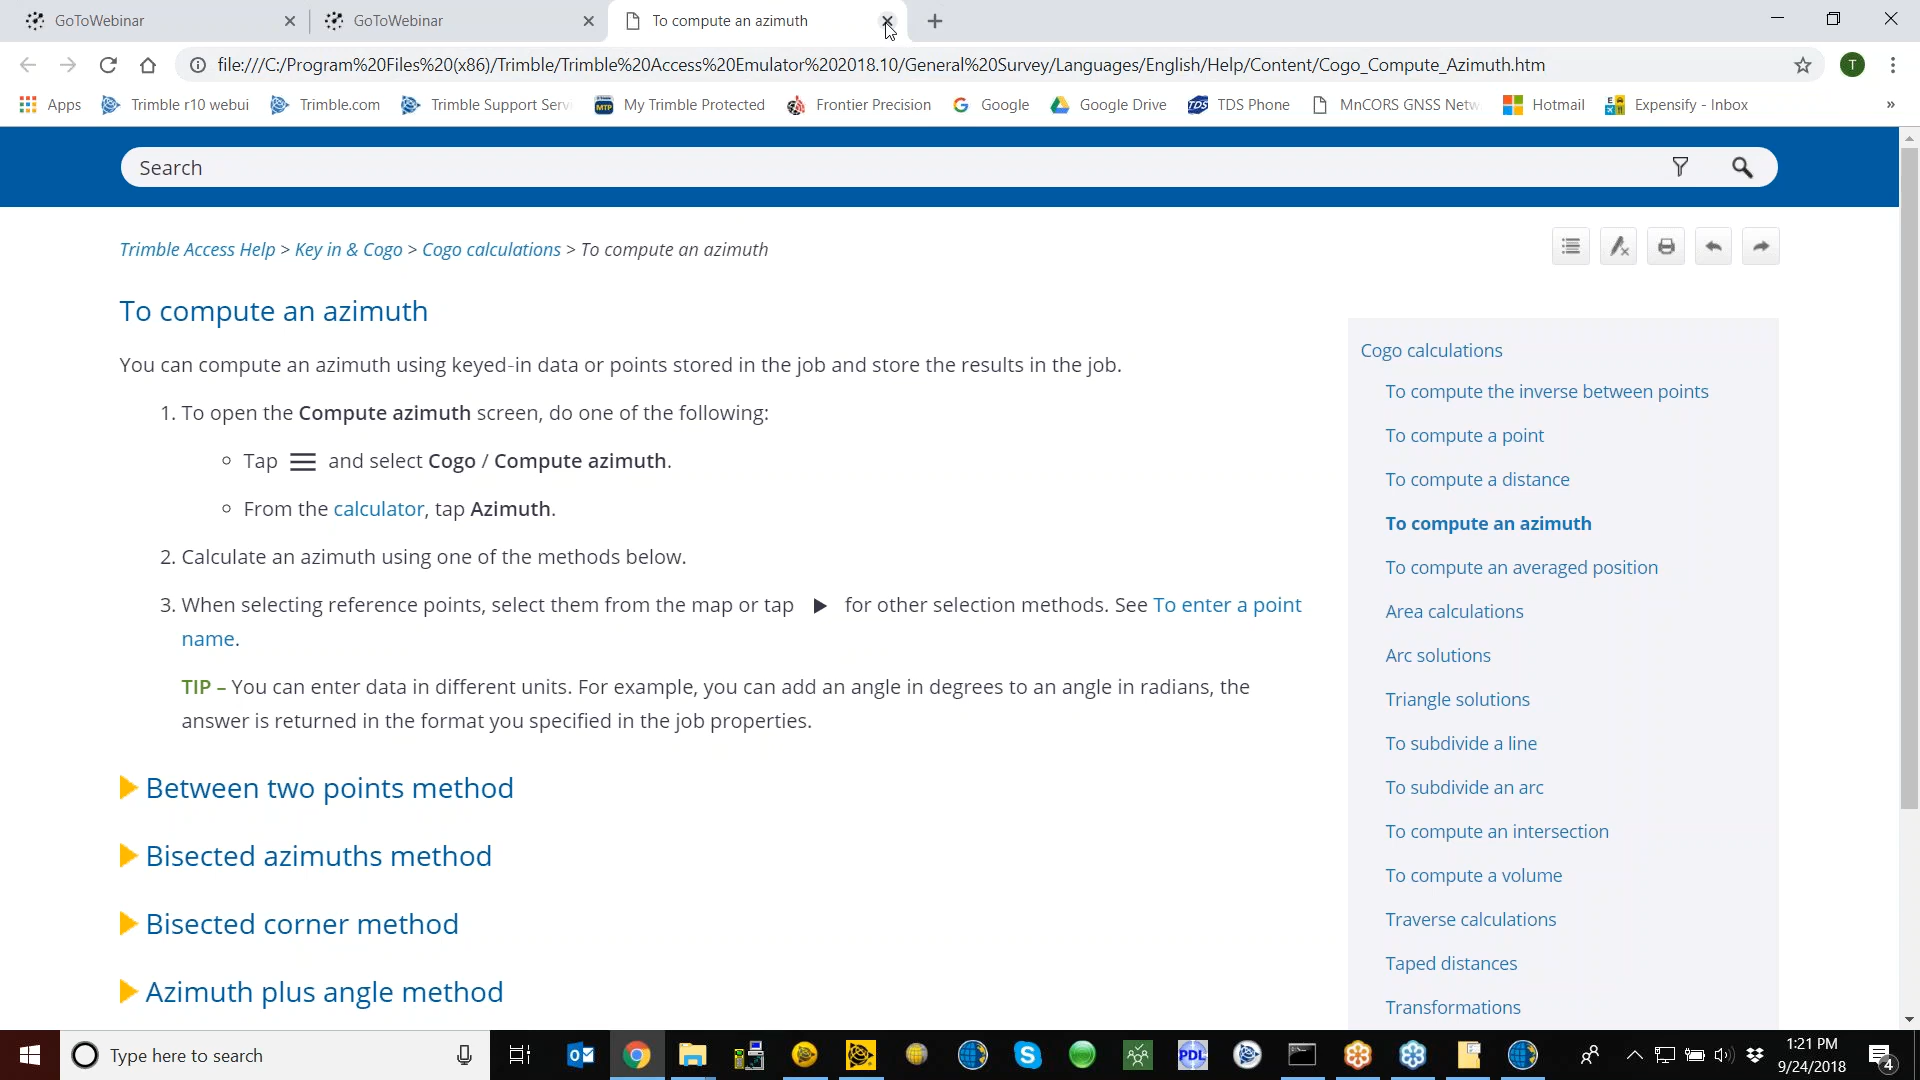 GoToWebinar
GoToWebinar
To compute an azimuth
file:///C:/Program%20Files%20(x86)/Trimble/Trimble%20Access%20Emulator%202018.10/General%20Survey/Languages/English/Help/Content/Cogo_Compute_Azimuth.htm
T
Apps
Trimble r10 webui
Trimble.com
Trimble Support Serv
MTP
My Trimble Protected
Frontier Precision
Google
Google Drive
TDS Phone
MnCORS GNSS Netw
Hotmail
Expensify - Inbox
»
Search
Trimble Access Help > Key in & Cogo > Cogo calculations > To compute an azimuth
To compute an azimuth
You can compute an azimuth using keyed-in data or points stored in the job and store the results in the job.
1. To open the Compute azimuth screen, do one of the following:
Tap and select Cogo / Compute azimuth.
From the calculator, tap Azimuth.
2. Calculate an azimuth using one of the methods below.
3. When selecting reference points, select them from the map or tap for other selection methods. See To enter a point
name.
TIP – You can enter data in different units. For example, you can add an angle in degrees to an angle in radians, the
answer is returned in the format you specified in the job properties.
Between two points method
Bisected azimuths method
Bisected corner method
Azimuth plus angle method
Cogo calculations
To compute the inverse between points
To compute a point
To compute a distance
To compute an azimuth
To compute an averaged position
Area calculations
Arc solutions
Triangle solutions
To subdivide a line
To subdivide an arc
To compute an intersection
To compute a volume
Traverse calculations
Taped distances
Transformations
Type here to search
PDL
1:21 PM
9/24/2018
4